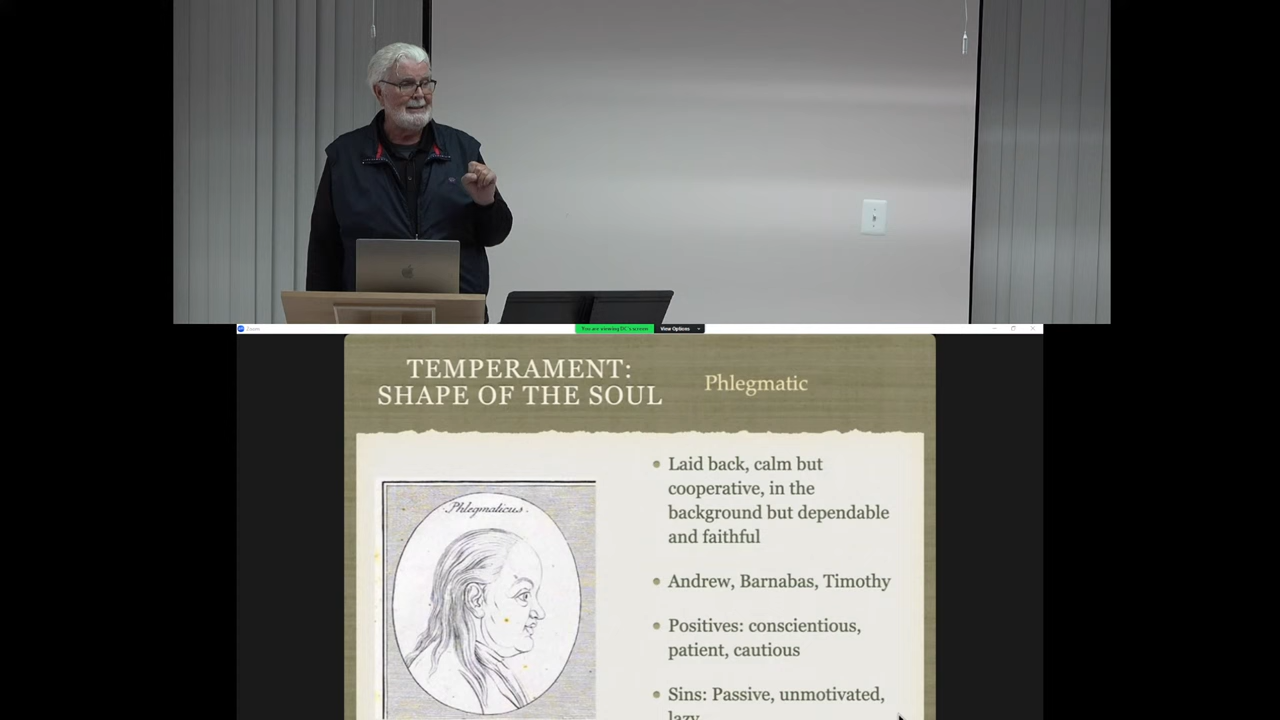 Zoom
You are viewing DC's screen View Options
TEMPERAMENT:
SHAPE OF THE SOUL
Phlegmatic
Phlegmaticus.
• Laid back, calm but
cooperative, in the
background but dependable
and faithful
• Andrew, Barnabas, Timothy
• Positives: conscientious,
patient, cautious
• Sins: Passive, unmotivated,
lazy